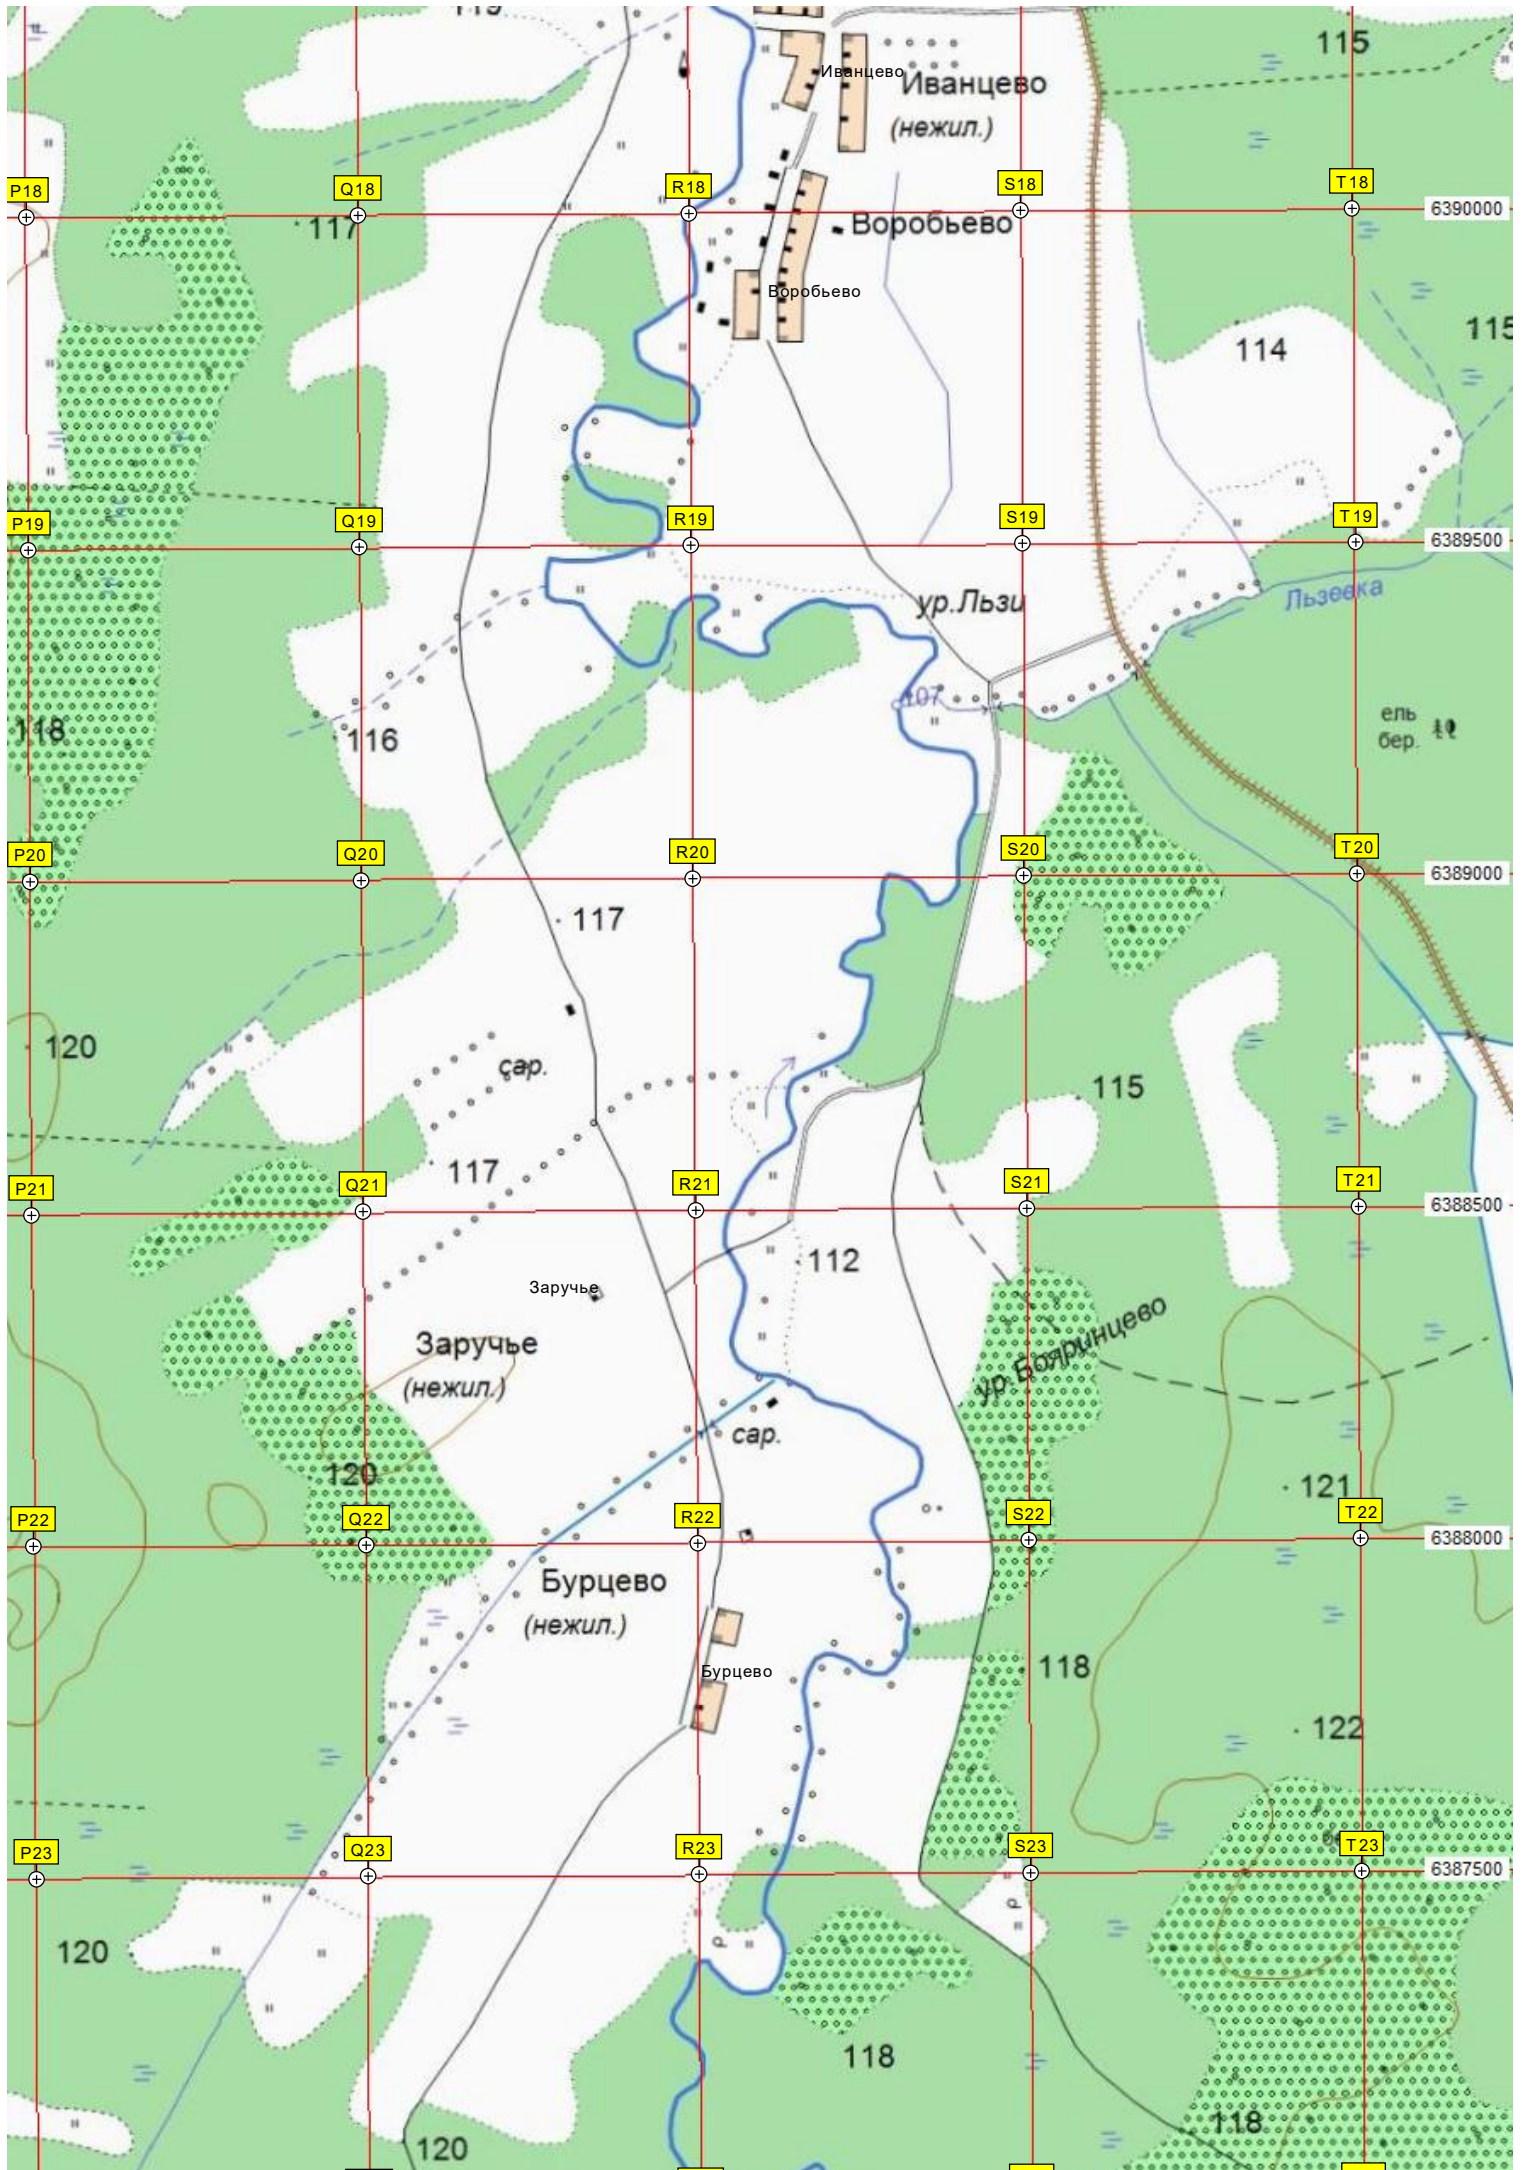 115
Иванцево
Иванцево
(нежил.)
P18
Q18
R18
S18
T18
6390000
117
Воробьево
Воробьево
114
115
P19
Q19
R19
S19
T19
6389500
ур.Льзи
Льзеевка
107
118
116
ель
бер.
P20
Q20
R20
S20
T20
6389000
117
120
сар.
115
117
P21
Q21
R21
S21
T21
6388500
112
Заручье
Заручье
(нежил.)
ур.Бояринцево
сар.
120
121
P22
Q22
R22
S22
T22
6388000
Бурцево
(нежил.)
Бурцево
118
122
P23
Q23
R23
S23
T23
6387500
120
118
118
120